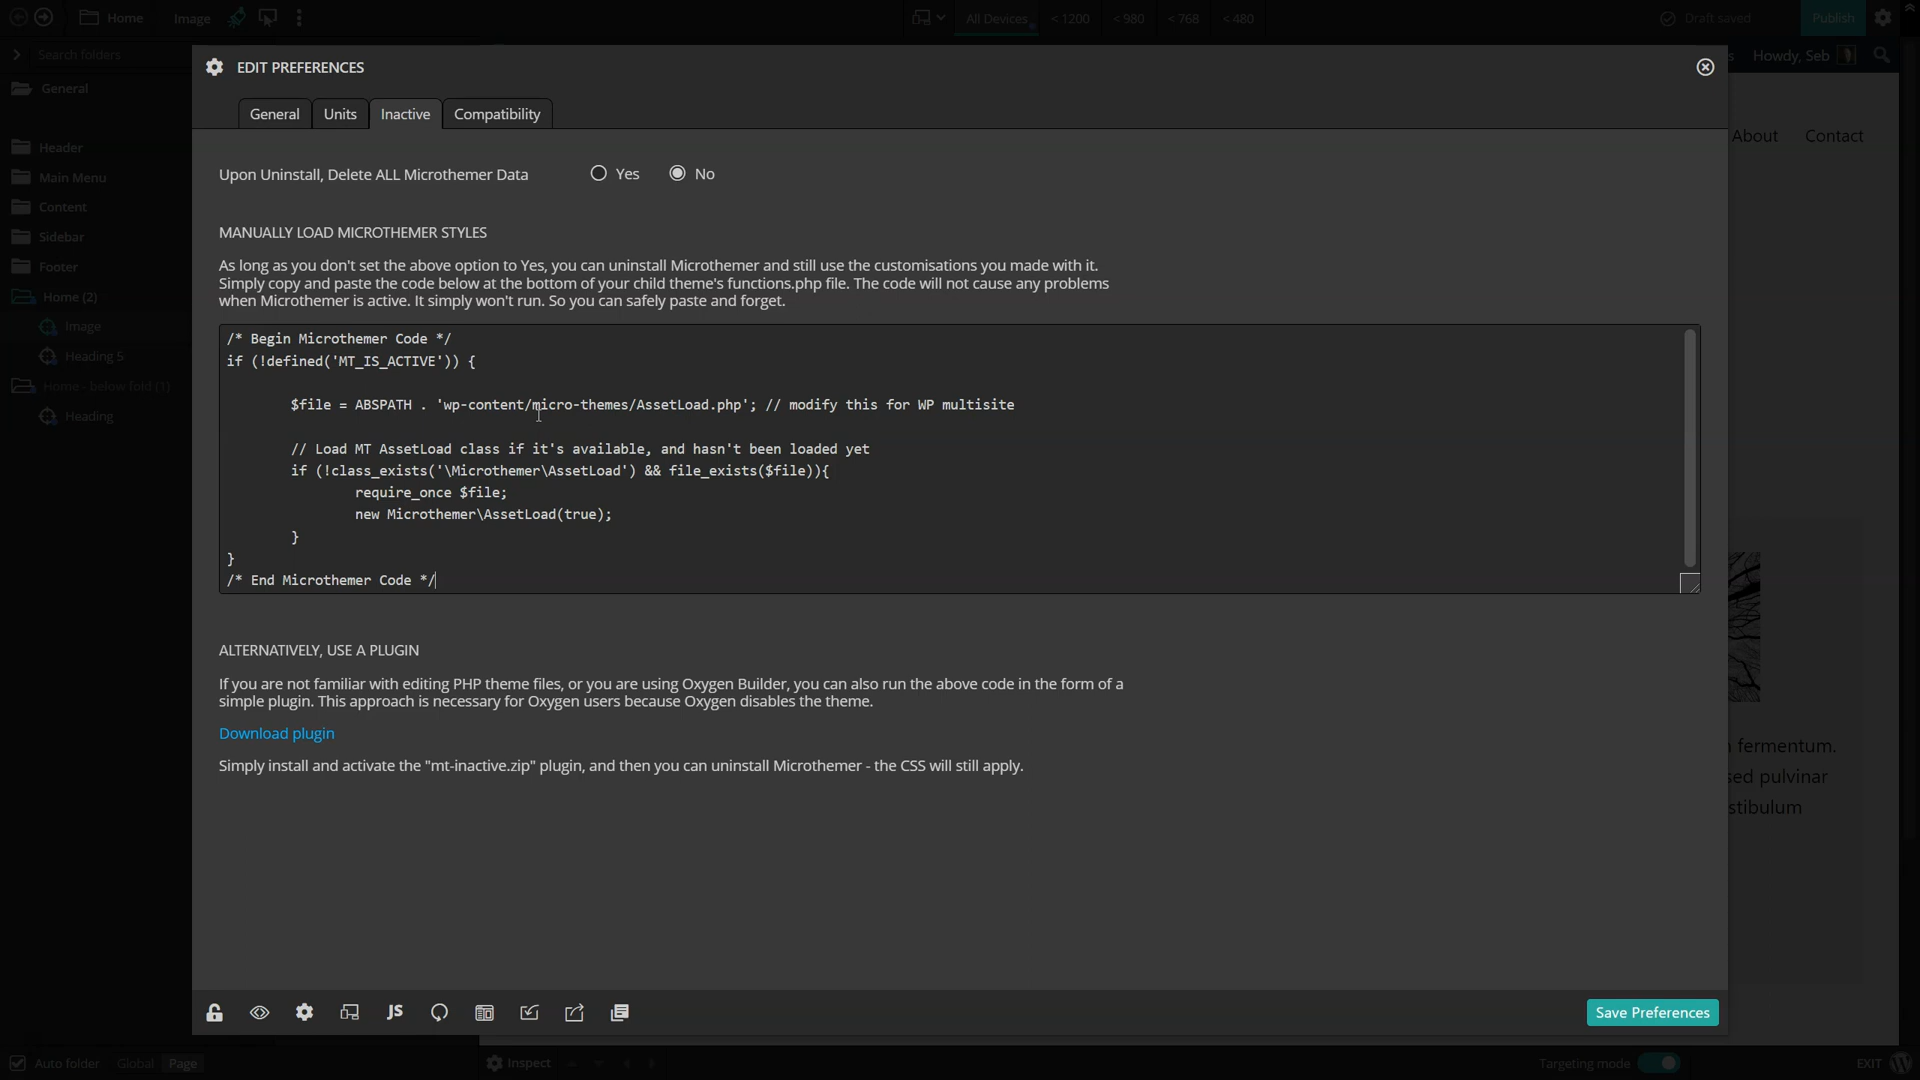 Home
Image
All Devices
< 1200
< 980
< 768
< 480
Draft saved
Publish
Search folders
Howdy, Seb
General
Header
Main Menu
Content
Sidebar
Footer
Home (2)
Image
Heading 5
Home - below fold (1)
Heading
About
Contact
EDIT PREFERENCES
General
Units
Inactive
Compatibility
Upon Uninstall, Delete ALL Microthemer Data
Yes
No
MANUALLY LOAD MICROTHEMER STYLES
As long as you don't set the above option to Yes, you can uninstall Microthemer and still use the customisations you made with it.
Simply copy and paste the code below at the bottom of your child theme's functions.php file. The code will not cause any problems
when Microthemer is active. It simply won't run. So you can safely paste and forget.
/* Begin Microthemer Code */
if (!defined('MT_IS_ACTIVE')) {
$file = ABSPATH . 'wp-content/micro-themes/AssetLoad.php'; // modify this for WP multisite
// Load MT AssetLoad class if it's available, and hasn't been loaded yet
if (!class_exists('\Microthemer\AssetLoad') && file_exists($file)){
require_once $file;
new Microthemer\AssetLoad(true);
}
}
/* End Microthemer Code */
ALTERNATIVELY, USE A PLUGIN
If you are not familiar with editing PHP theme files, or you are using Oxygen Builder, you can also run the above code in the form of a
simple plugin. This approach is necessary for Oxygen users because Oxygen disables the theme.
Download plugin
Simply install and activate the "mt-inactive.zip" plugin, and then you can uninstall Microthemer - the CSS will still apply.
fermentum.
sed pulvinar
stibulum
JS
Save Preferences
Auto folder
Global
Page
Inspect
Targeting mode
EXIT